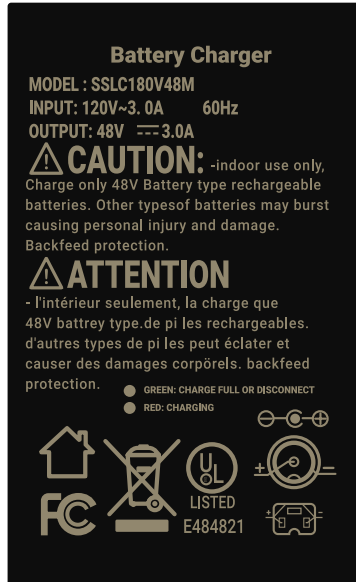 Battery Charger
MODEL : SSLC180V48M
INPUT: 120V~3. 0A 60Hz
OUTPUT: 48V ⎓3.0A
CAUTION: -indoor use only,
Charge only 48V Battery type rechargeable
batteries. Other typesof batteries may burst
causing personal injury and damage.
Backfeed protection.
ATTENTION
- l'intérieur seulement, la charge que
48V battrey type.de pi les rechargeables.
d'autres types de pi les peut éclater et
causer des damages corpörels. backfeed
protection.
GREEN: CHARGE FULL OR DISCONNECT
RED: CHARGING
FC
UL
LISTED
E484821